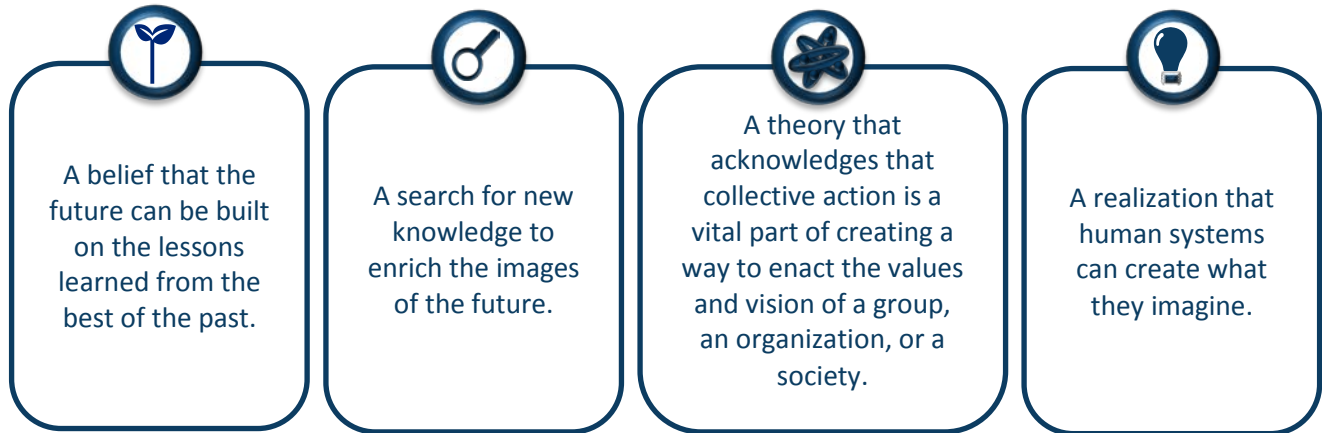 A belief that the
future can be built
on the lessons
learned from the
best of the past.
A search for new
knowledge to
enrich the images
of the future.
A theory that
acknowledges that
collective action is a
vital part of creating a
way to enact the values
and vision of a group,
an organization, or a
society.
A realization that
human systems
can create what
they imagine.